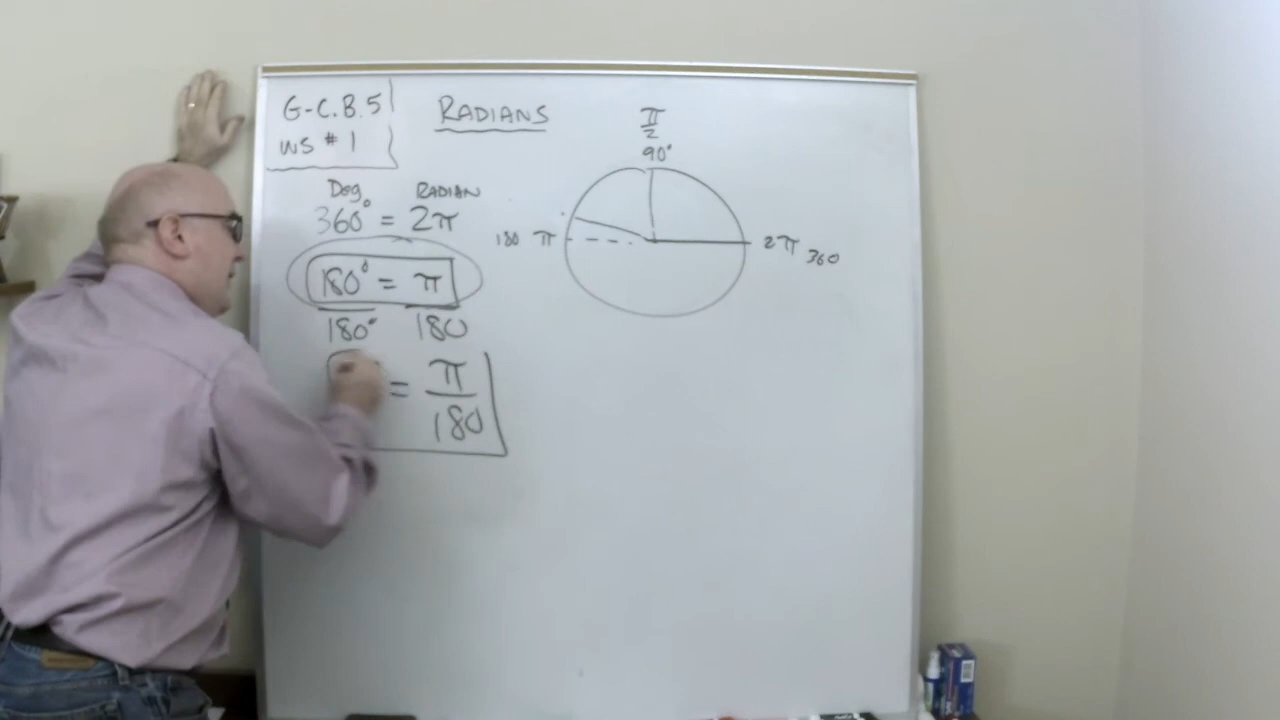 G-C.B.5
WS # 1
RADIANS
Deg. RADIAN
360° = 2π
180° = π
180° 180
= π
180
π
2
90°
180 π
2π 360